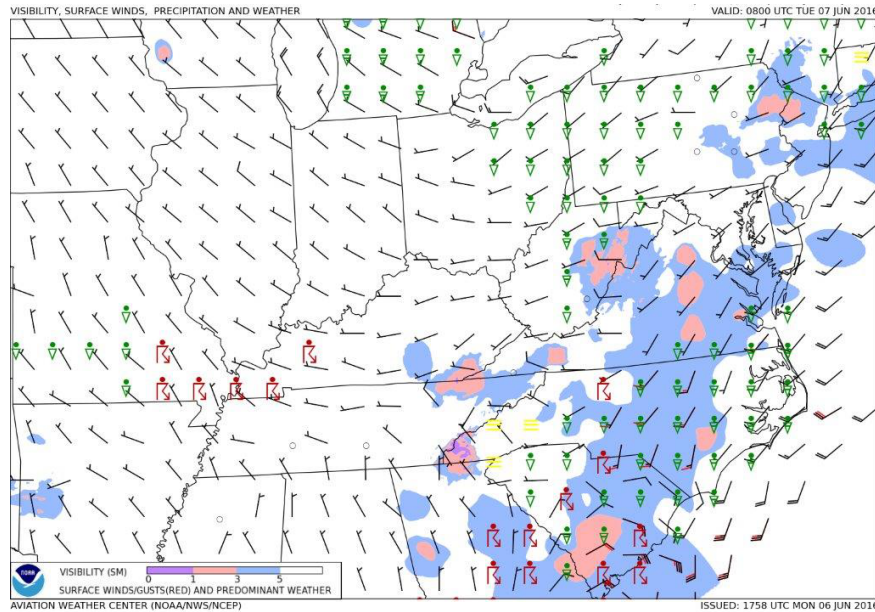 VISIBILITY, SURFACE WINDS, PRECIPITATION AND WEATHER
VALID: 0800 UTC TUE 07 JUN 2016
noaa
VISIBILITY (SM)
0 1 3 5
SURFACE WINDS/GUSTS(RED) AND PREDOMINANT WEATHER
AVIATION WEATHER CENTER (NOAA/NWS/NCEP)
ISSUED: 1758 UTC MON 06 JUN 2016